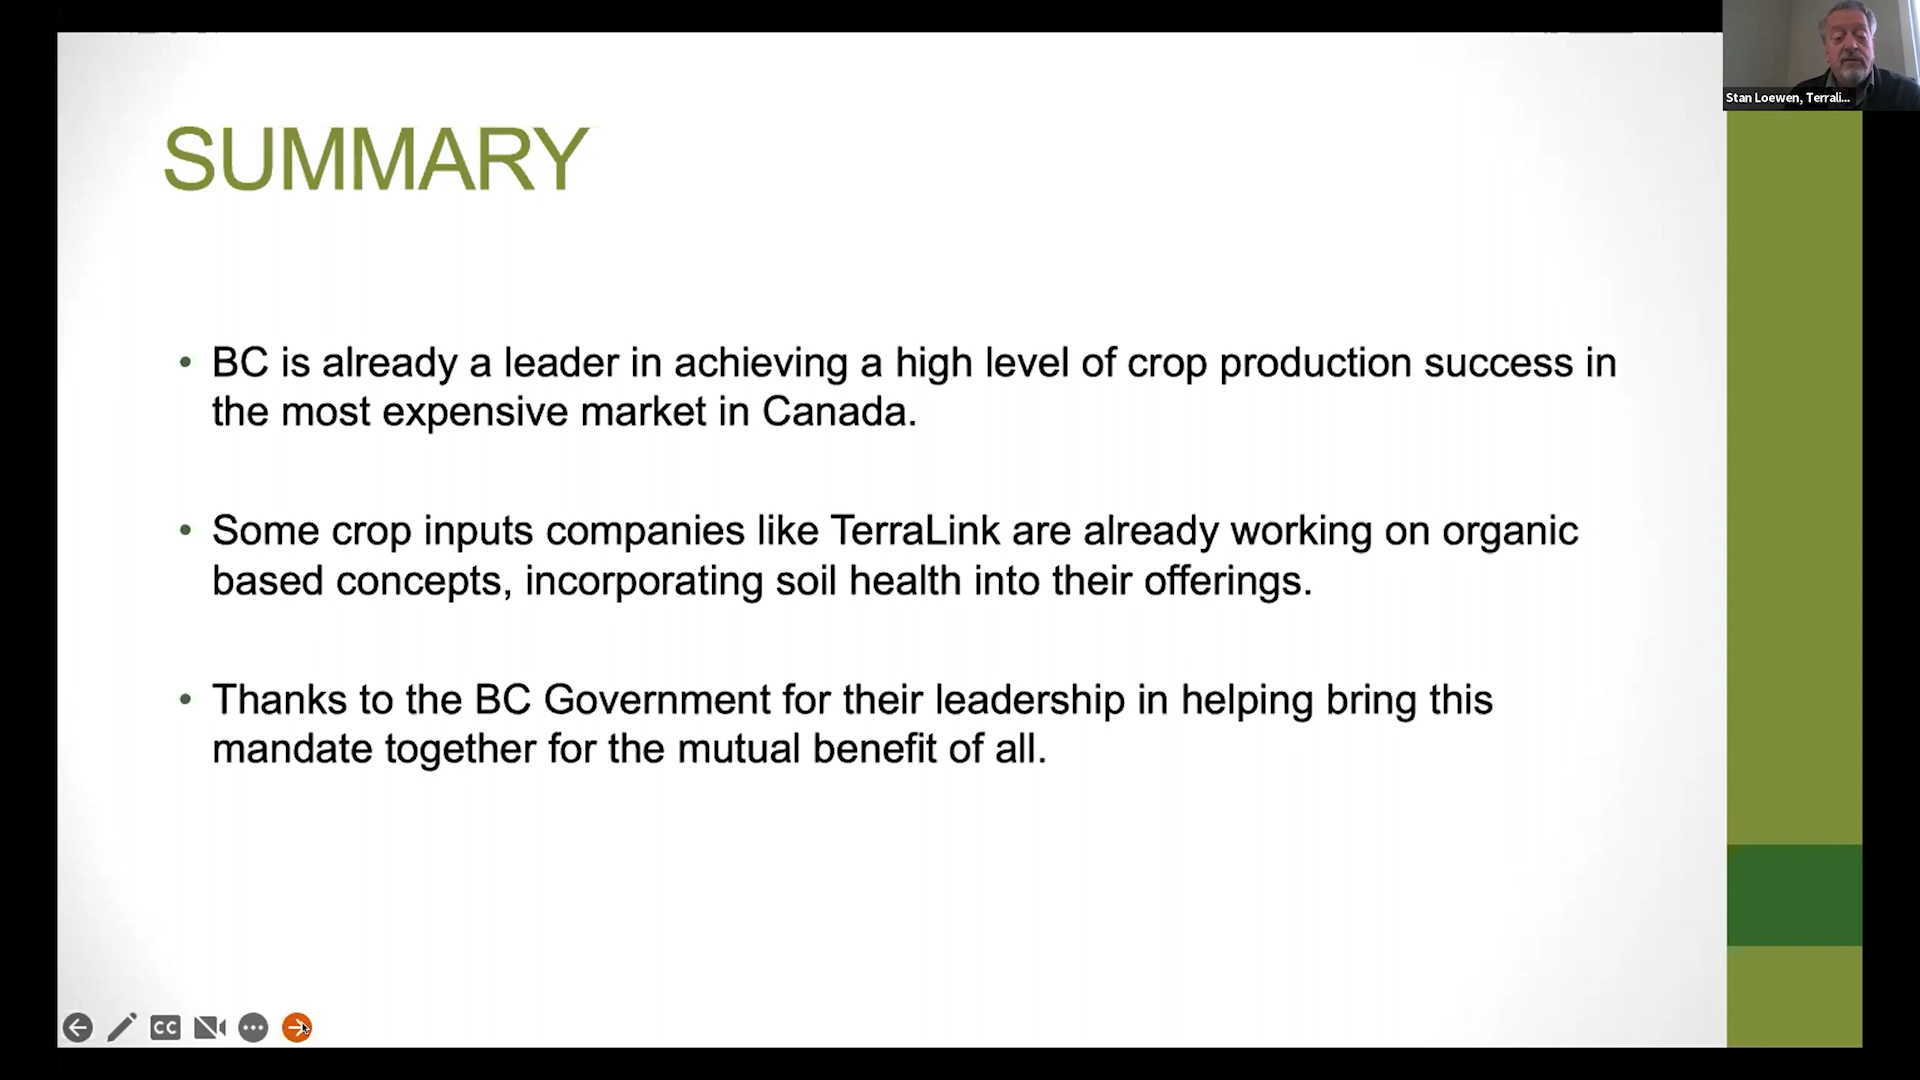 Stan Loewen, Terrali...
SUMMARY
• BC is already a leader in achieving a high level of crop production success in
the most expensive market in Canada.
• Some crop inputs companies like TerraLink are already working on organic
based concepts, incorporating soil health into their offerings.
• Thanks to the BC Government for their leadership in helping bring this
mandate together for the mutual benefit of all.
CC